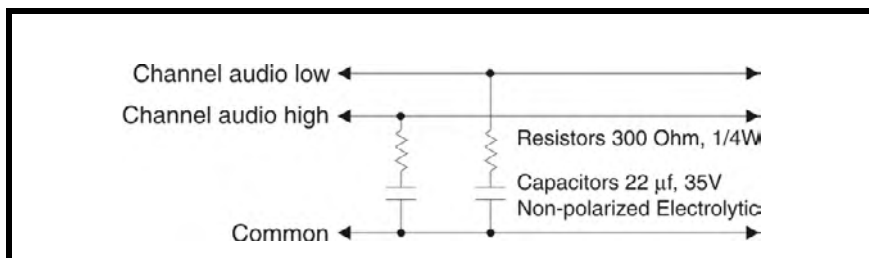 Channel audio low
Channel audio high
Resistors 300 Ohm, 1/4W
Capacitors 22 μf, 35V
Non-polarized Electrolytic
Common